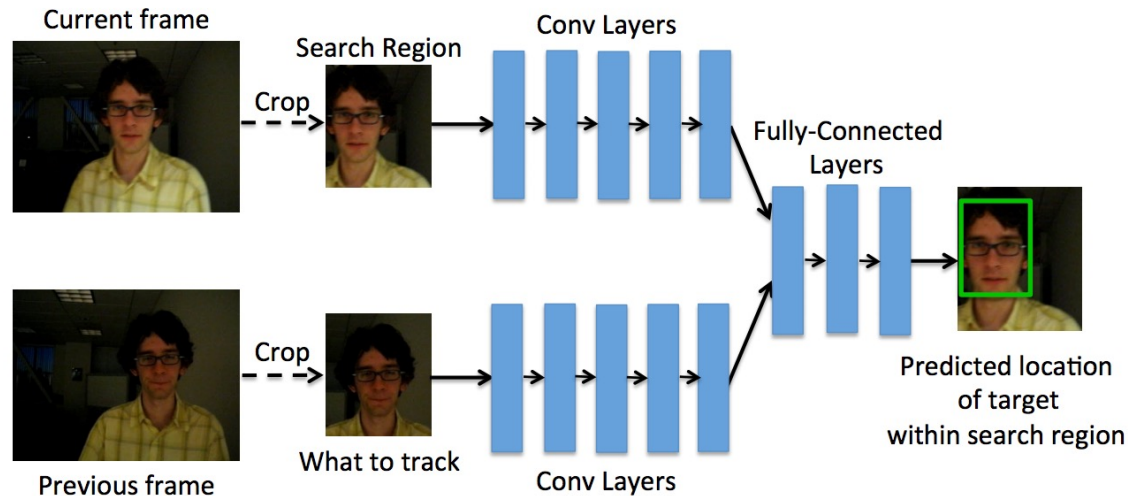 Current frame
Crop
Search Region
Conv Layers
Fully-Connected
Layers
Previous frame
Crop
What to track
Conv Layers
Predicted location
of target
within search region